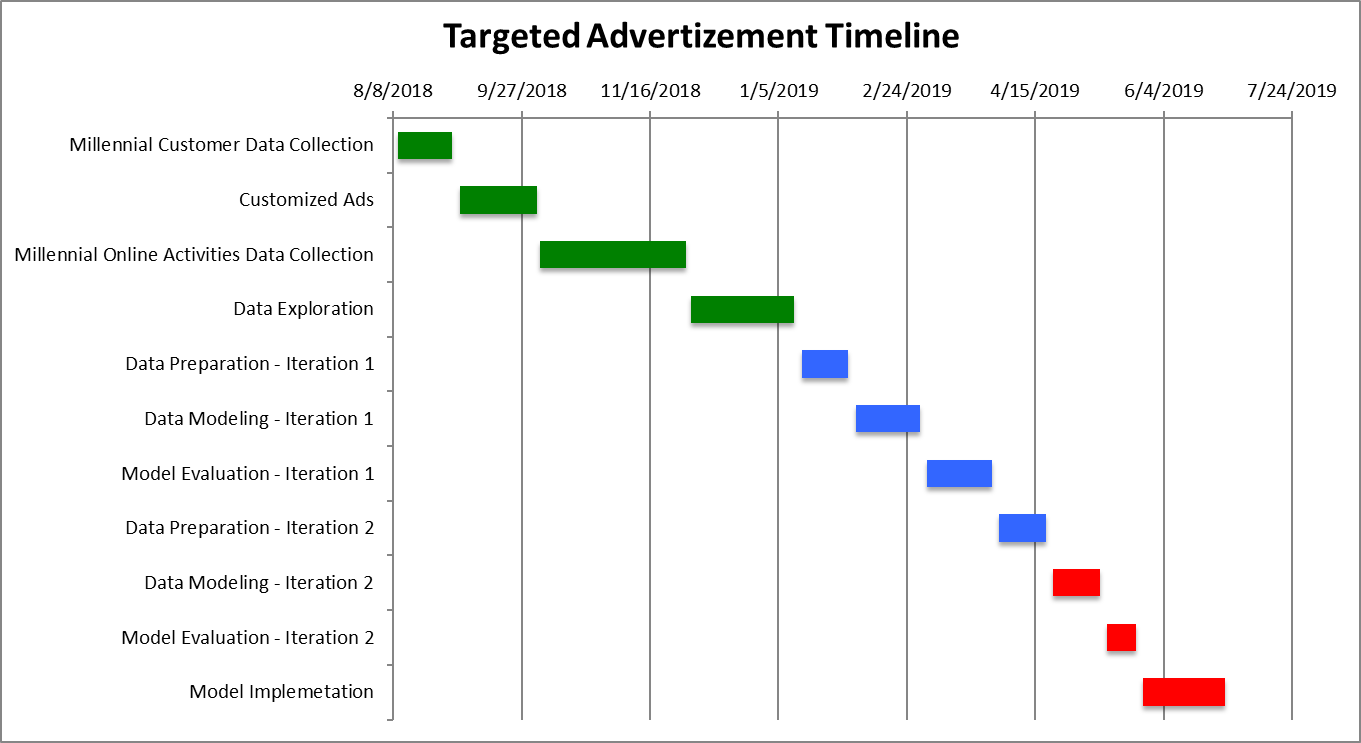 Targeted Advertizement Timeline
8/8/2018 9/27/2018 11/16/2018 1/5/2019 2/24/2019 4/15/2019 6/4/2019 7/24/2019
Millennial Customer Data Collection
Customized Ads
Millennial Online Activities Data Collection
Data Exploration
Data Preparation - Iteration 1
Data Modeling - Iteration 1
Model Evaluation - Iteration 1
Data Preparation - Iteration 2
Data Modeling - Iteration 2
Model Evaluation - Iteration 2
Model Implemetation